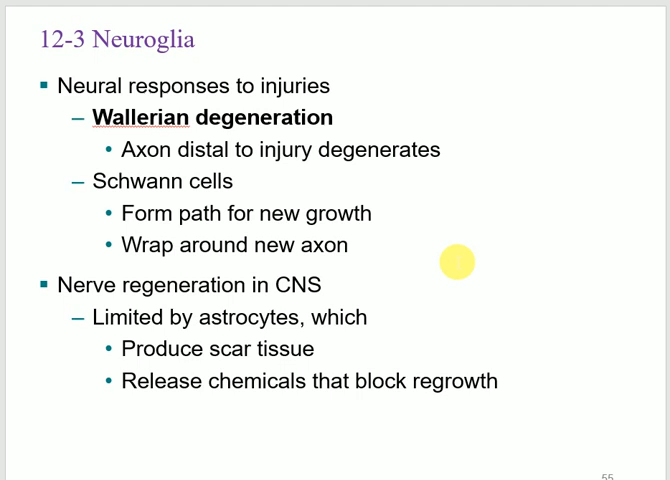 12-3 Neuroglia
▪ Neural responses to injuries
– Wallerian degeneration
• Axon distal to injury degenerates
– Schwann cells
• Form path for new growth
• Wrap around new axon
▪ Nerve regeneration in CNS
– Limited by astrocytes, which
• Produce scar tissue
• Release chemicals that block regrowth
55